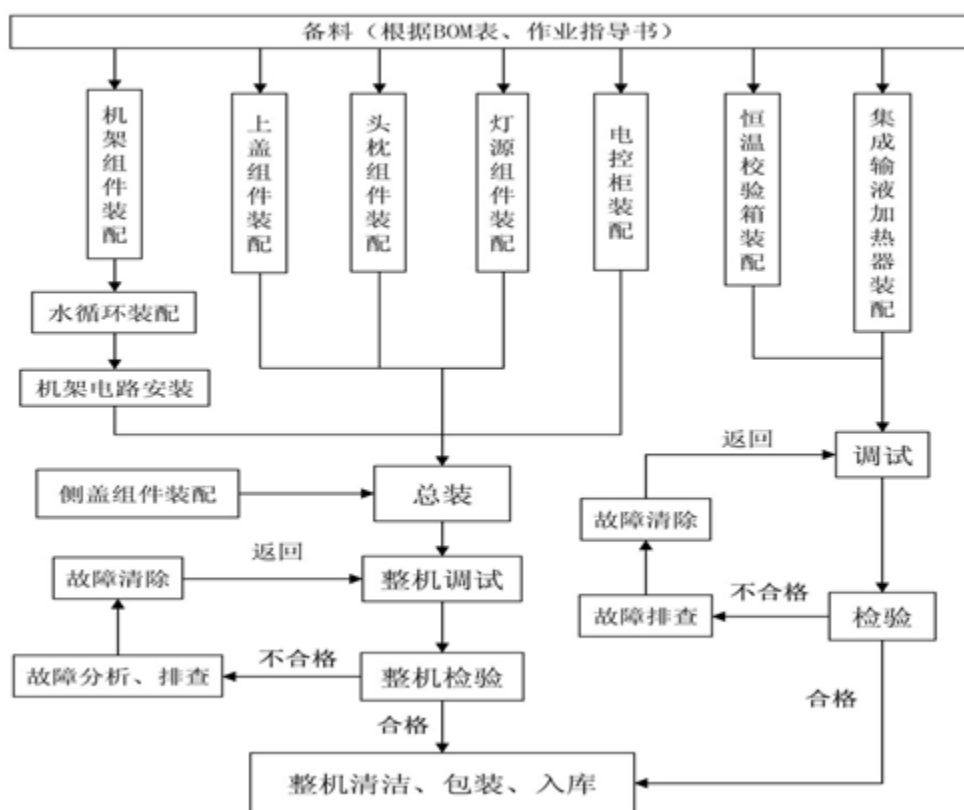 备料（根据BOM表、作业指导书）
机架组件装配
上盖组件装配
头枕组件装配
灯源组件装配
电控柜装配
恒温校验箱装配
集成输液加热器装配
水循环装配
机架电路安装
返回
调试
侧盖组件装配
总装
故障清除
返回
故障清除
整机调试
不合格
故障排查
检验
不合格
故障分析、排查
整机检验
合格
合格
整机清洁、包装、入库